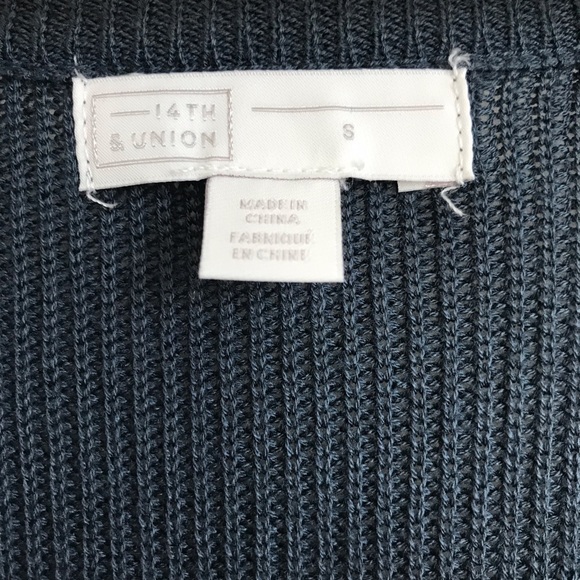 14TH
& UNION
S
MADE IN
CHINA
FABRIQUÉ
EN CHINE